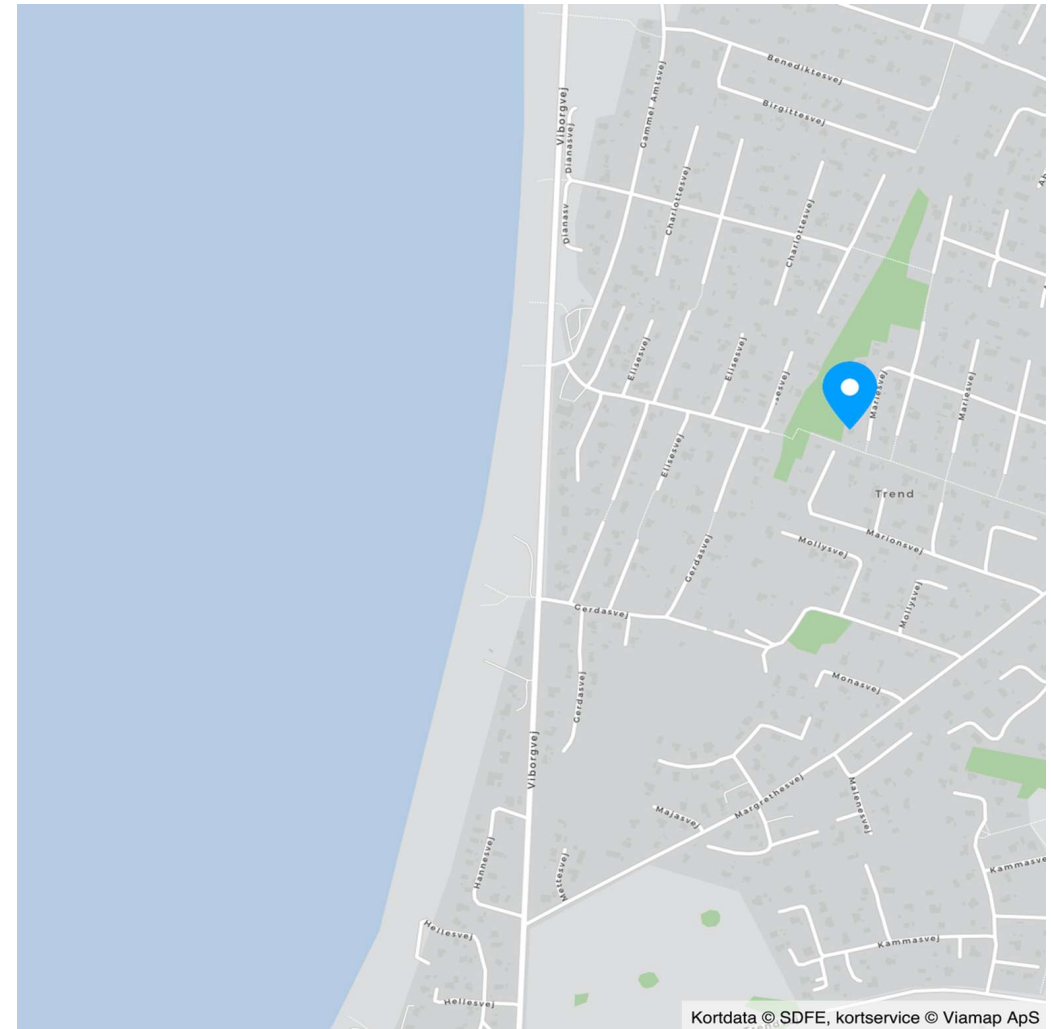 Benediktesvej
Birgittesvej
Viborgvej
Dianasvej
Gammel Amtsvej
Charlottesvej
Dianasv
Charlottesvej
Elisesvej
Elisesvej
Mariesvej
Mariesvej
Elisesvej
Trend
Marionsvej
Mollysvej
Gerdasvej
Mollysvej
Gerdasvej
Monasvej
Gerdasvej
Viborgvej
Margrethesvej
Malenesvej
Majasvej
Hannesvej
Mettesvej
Kammasve
Hellesvej
Kammasvej
Hellesvej
Kortdata © SDFE, kortservice © Viamap ApS